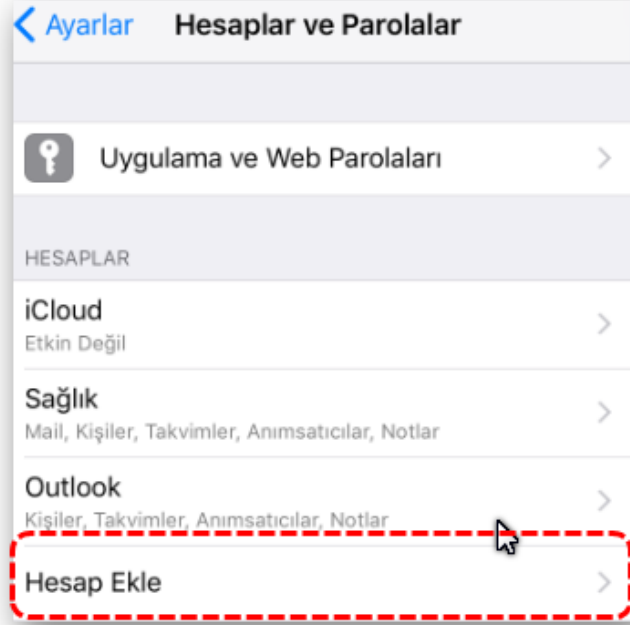 Ayarlar Hesaplar ve Parolalar
Uygulama ve Web Parolaları
HESAPLAR
iCloud
Etkin Değil
Sağlık
Mail, Kişiler, Takvimler, Anımsatıcılar, Notlar
Outlook
Kişiler, Takvimler, Anımsatıcılar, Notlar
Hesap Ekle